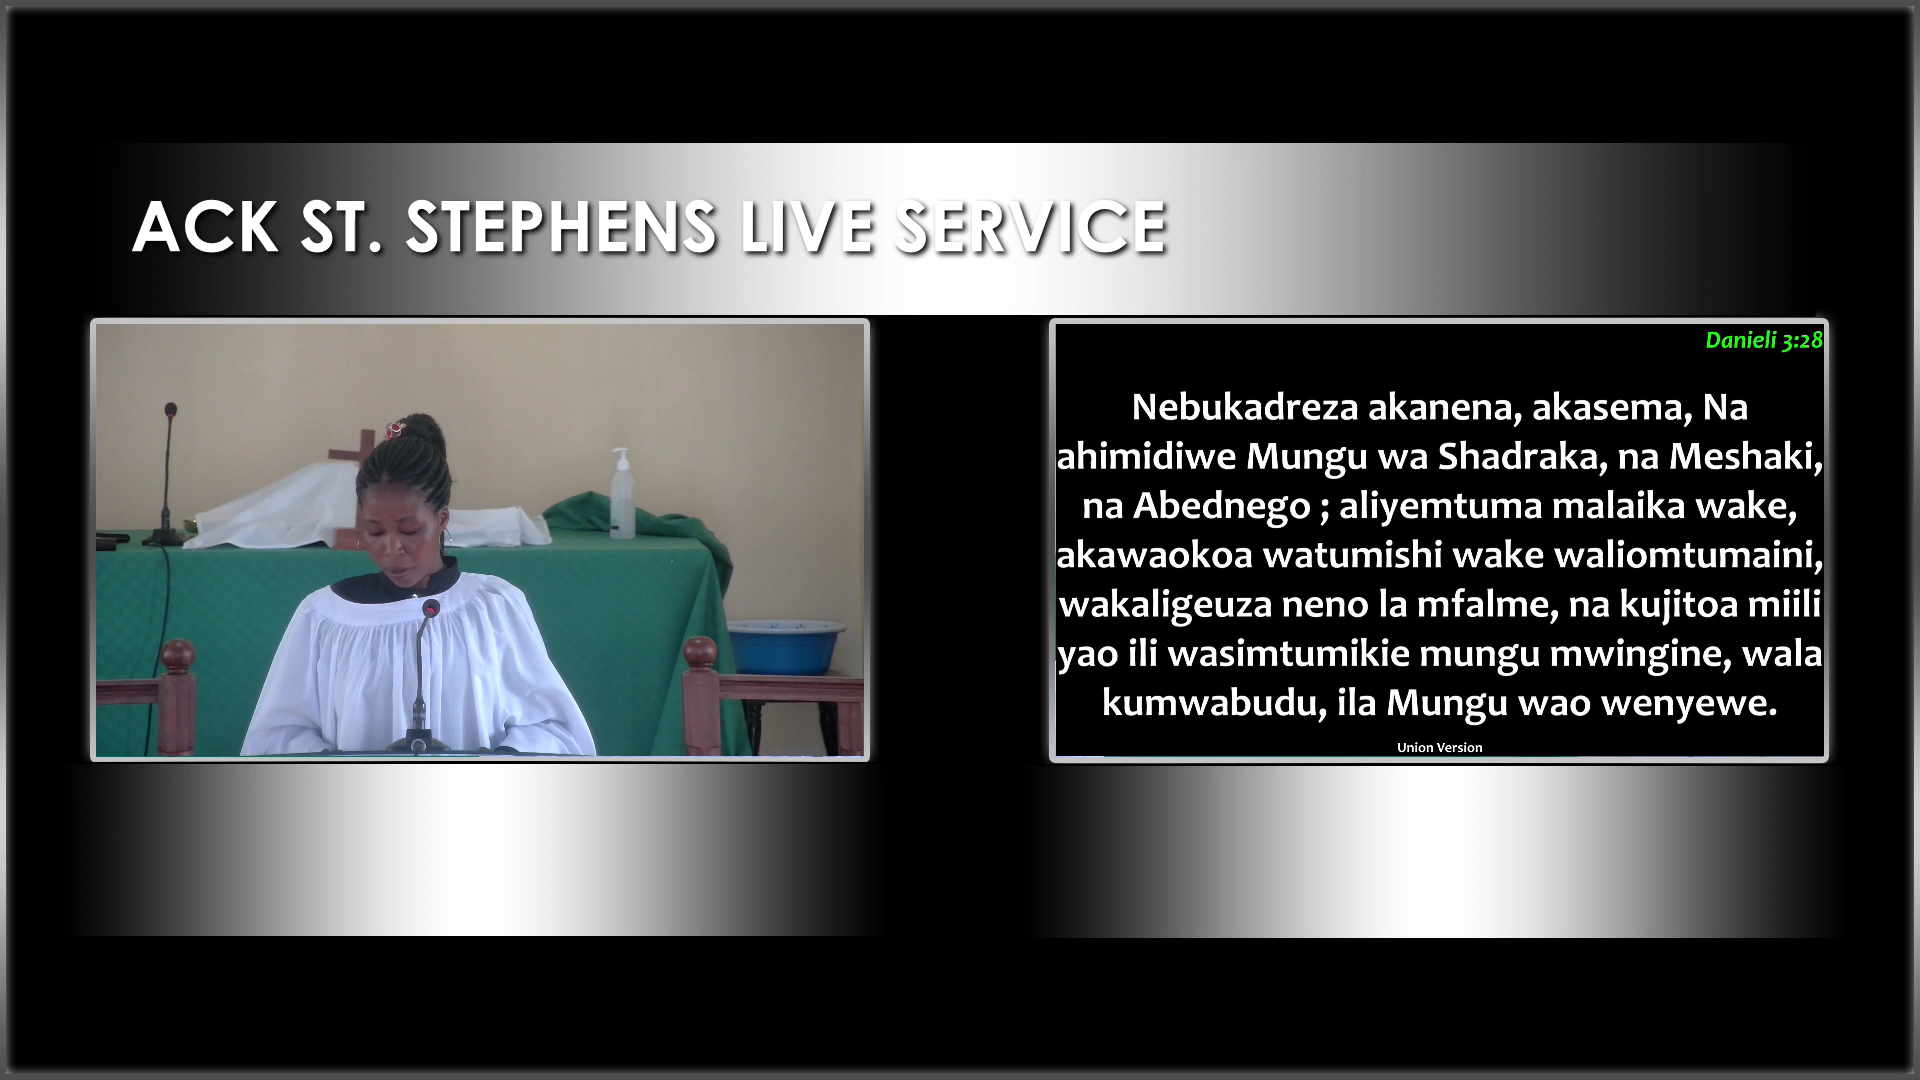 ACK ST. STEPHENS LIVE SERVICE
Danieli 3:28
Nebukadreza akanena, akasema, Na
ahimidiwe Mungu wa Shadraka, na Meshaki,
na Abednego ; aliyemtuma malaika wake,
akawaokoa watumishi wake waliomtumaini,
wakaligeuza neno la mfalme, na kujitoa miili
yao ili wasimtumikie mungu mwingine, wala
kumwabudu, ila Mungu wao wenyewe.
Union Version